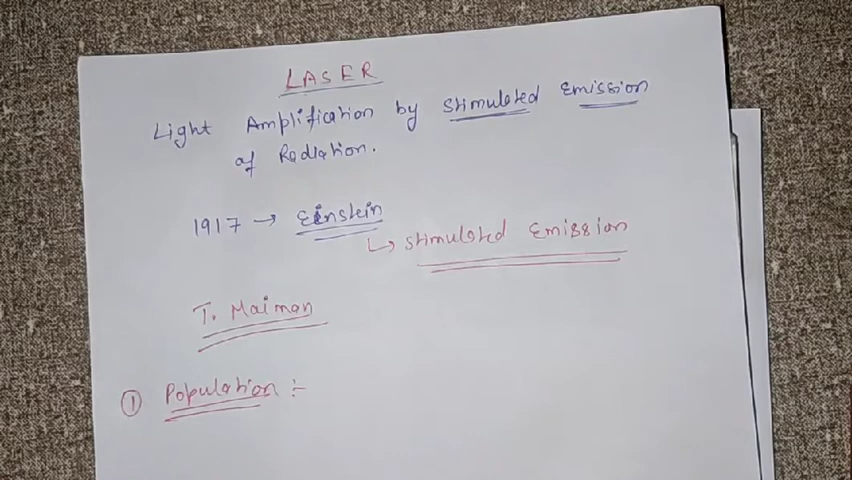 LASER
Light Amplification by Stimulated Emission
of Radiation.
1917 → Einstein
↳ Stimulated Emission
T. Maiman
① Population :-